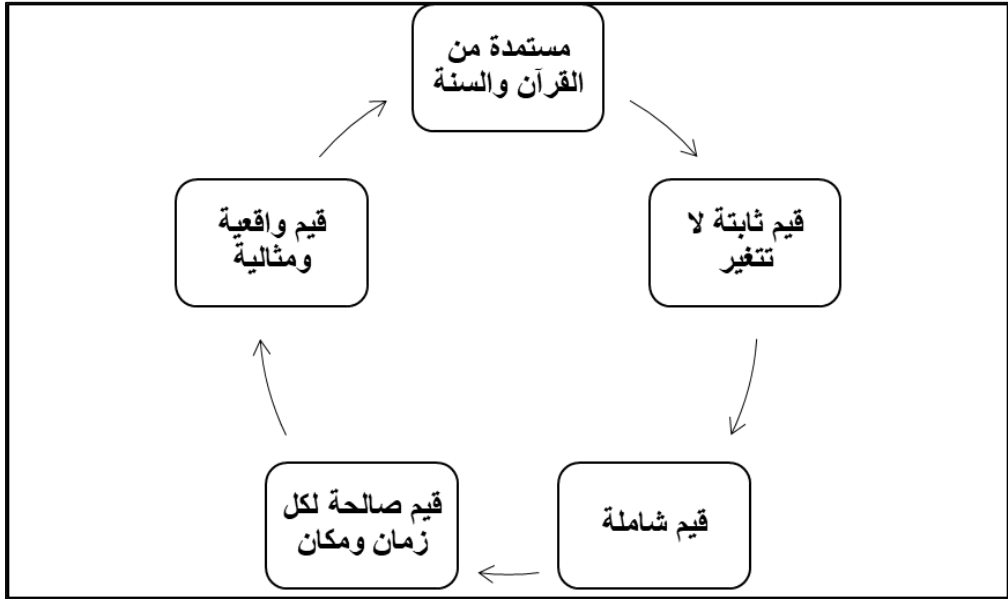 مستمدة من
القرآن والسنة
قيم ثابتة لا
تتغير
قيم شاملة
قيم صالحة لكل
زمان ومكان
قيم واقعية
ومثالية